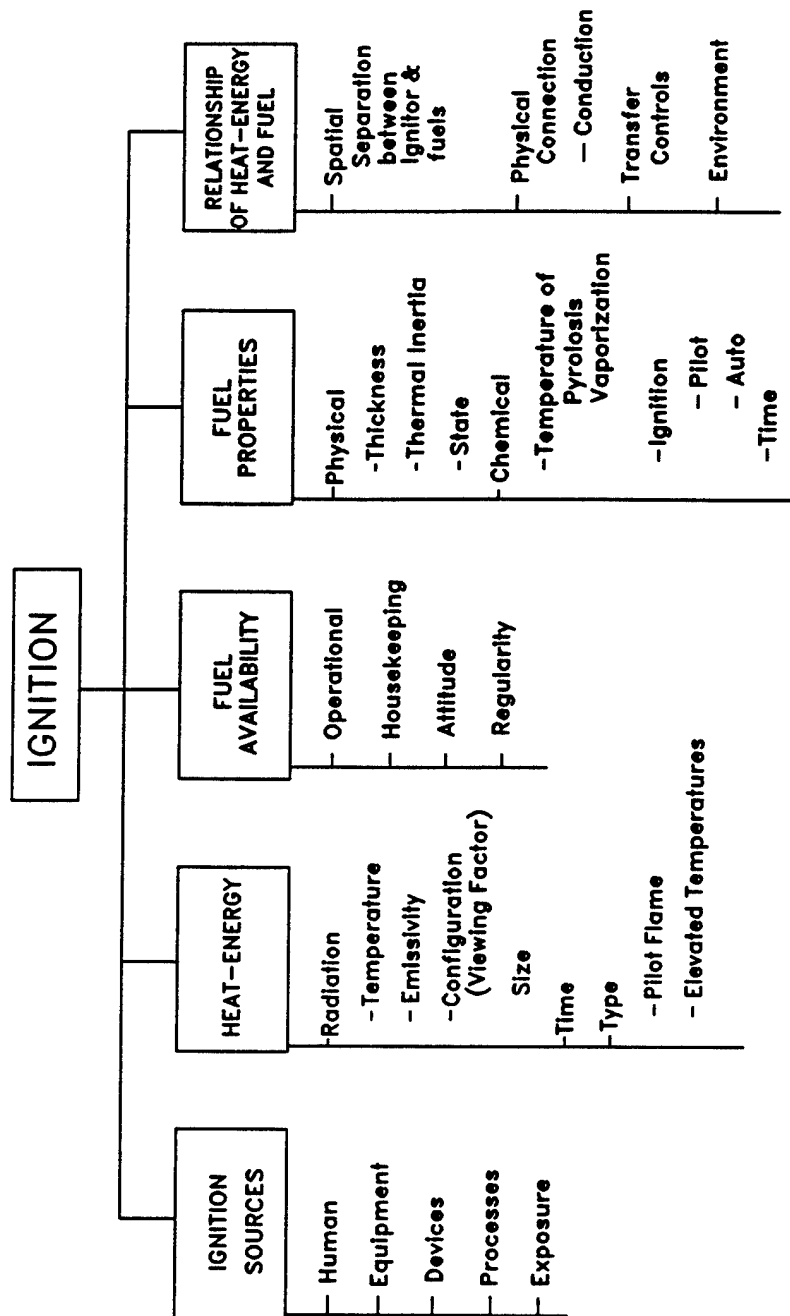 IGNITION
IGNITION
SOURCES
Human
Equipment
Devices
Processes
Exposure
HEAT-ENERGY
Radiation
-Temperature
- Emissivity
-Configuration
(Viewing Factor)
Size
Time
Type
- Pilot Flame
- Elevated Temperatures
FUEL
AVAILABILITY
Operational
Housekeeping
Attitude
Regularity
FUEL
PROPERTIES
Physical
-Thickness
- Thermal Inertia
- State
Chemical
-Temperature of
Pyrolosis
Vaporization
-Ignition
- Pilot
- Auto
-Time
RELATIONSHIP
OF HEAT-ENERGY
AND FUEL
Spatial
Separation
between
Ignitor &
fuels
Physical
Connection
- Conduction
Transfer
Controls
Environment